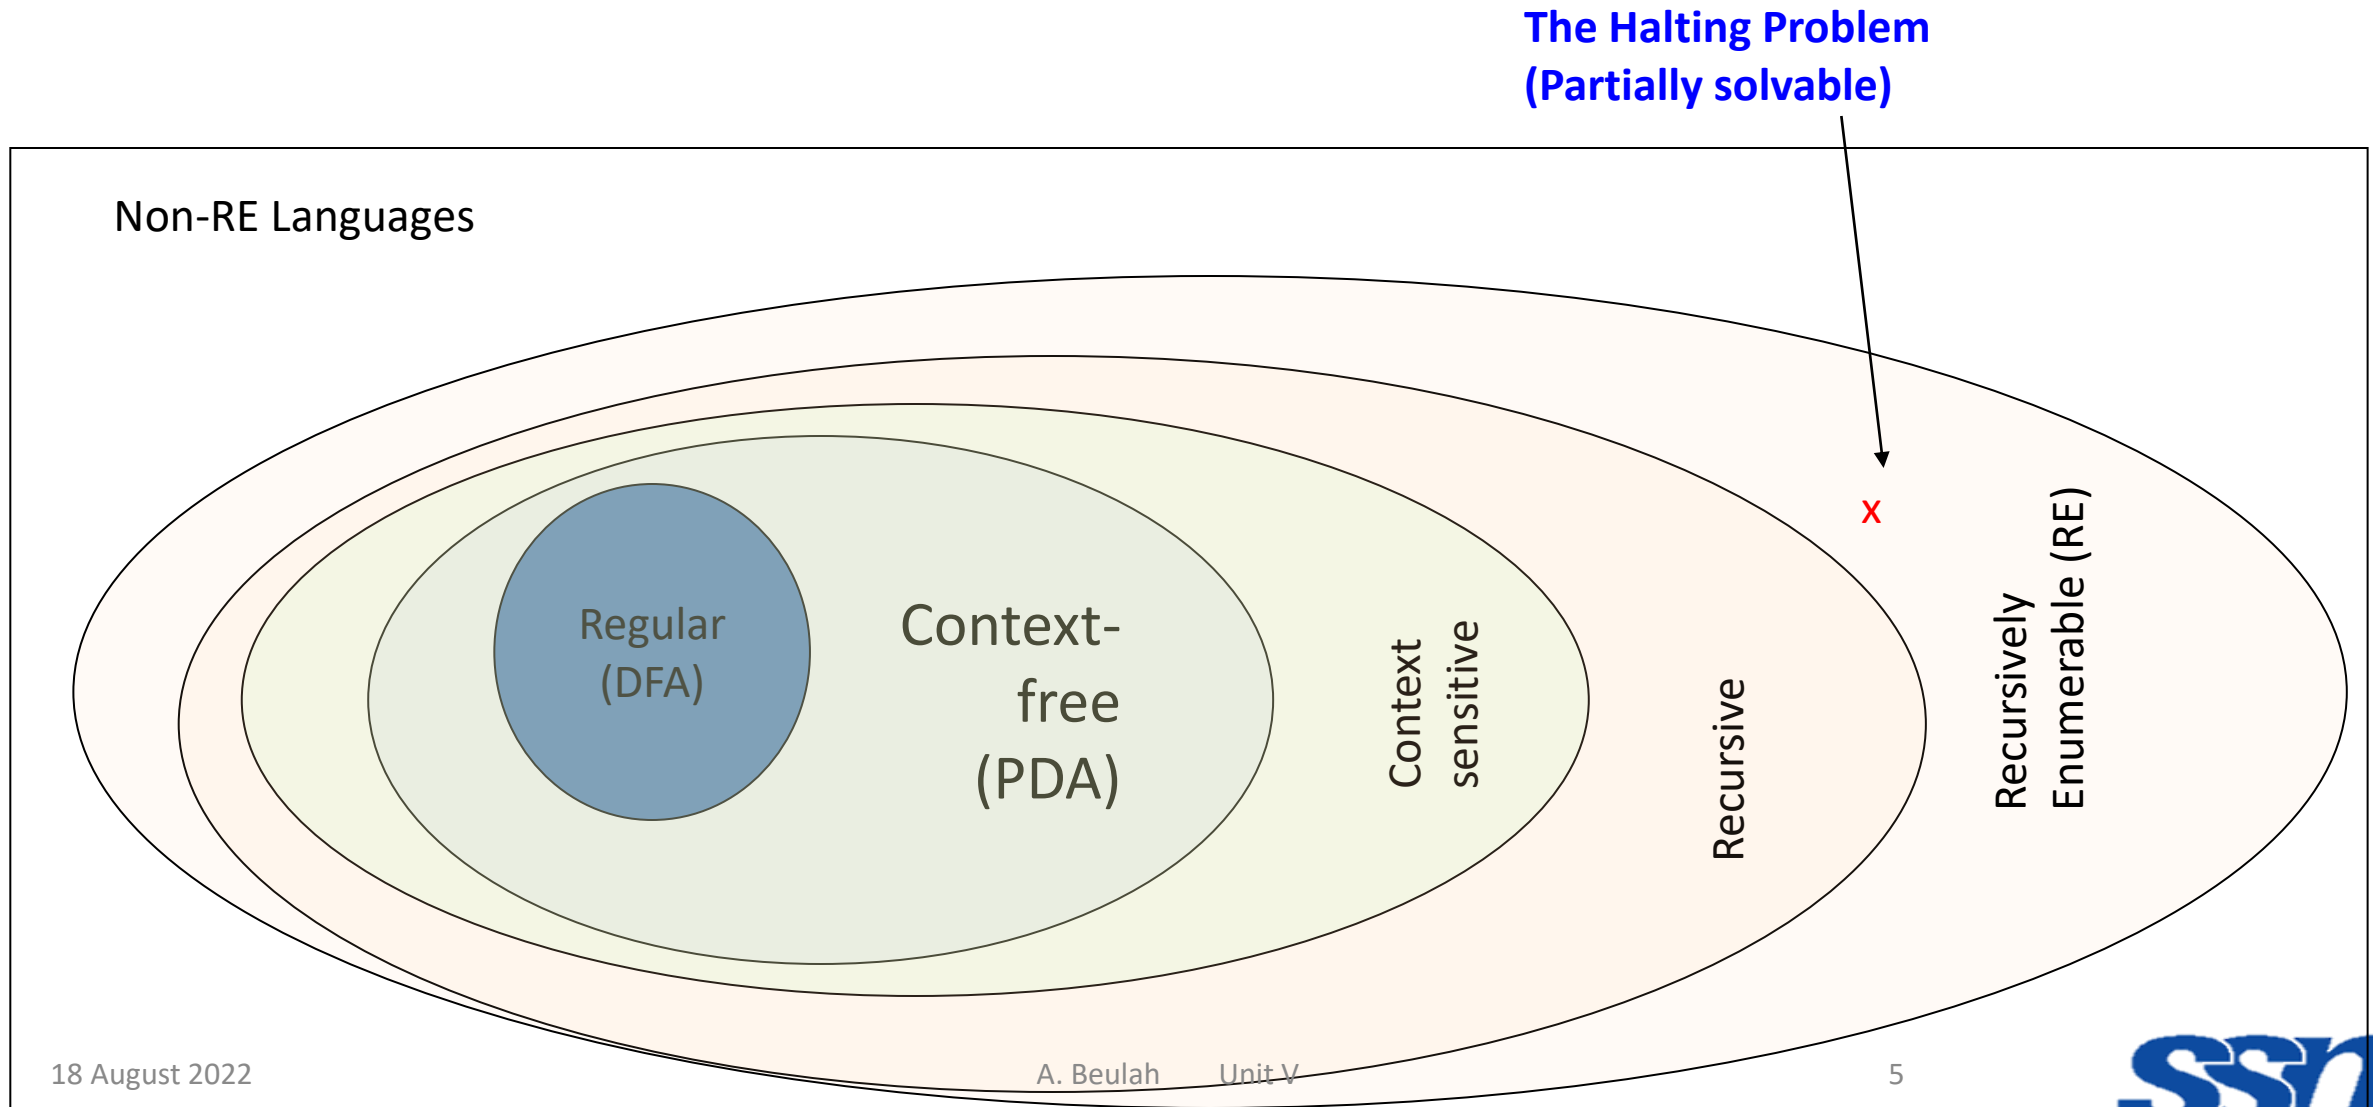 The Halting Problem
(Partially solvable)
Non-RE Languages
x
Regular
(DFA)
Context-
free
(PDA)
Context
sensitive
Recursive
Recursively
Enumerable (RE)
18 August 2022
A. Beulah Unit V
5
ssn